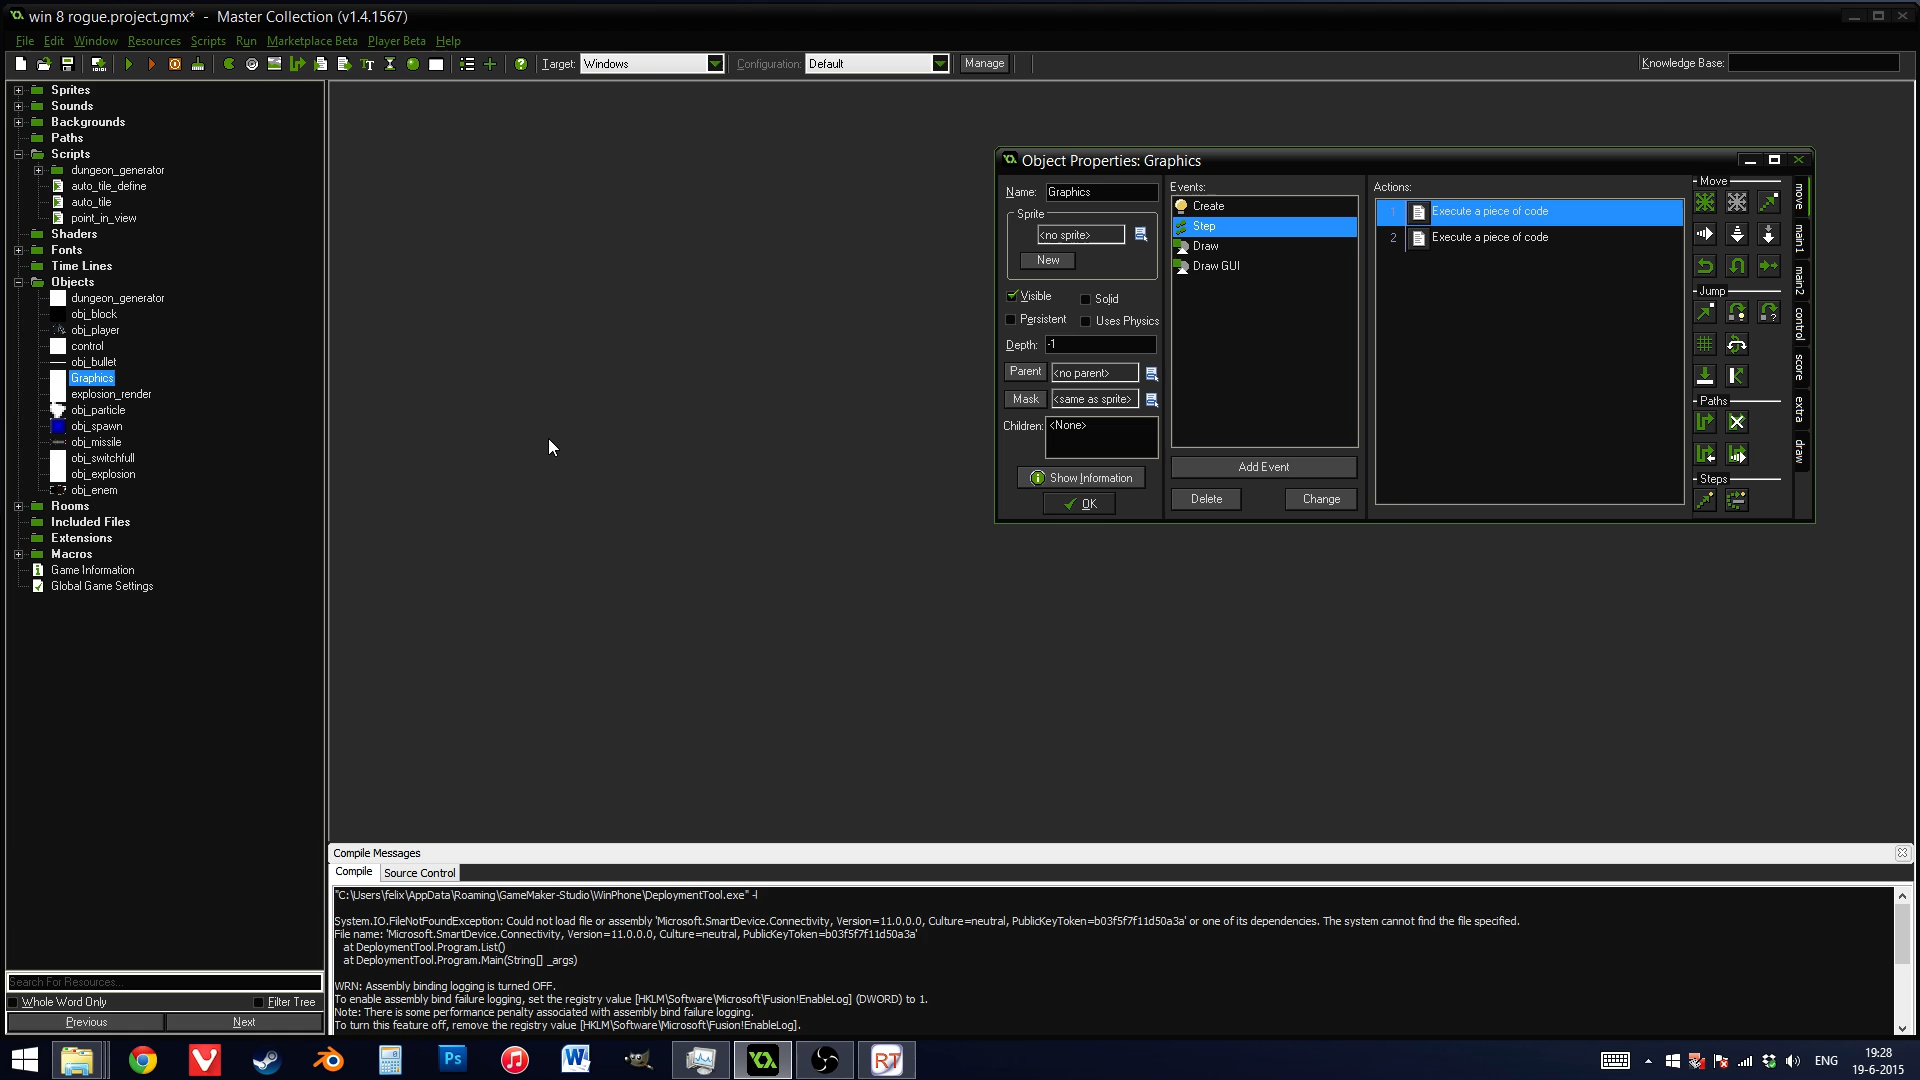 win 8 rogue.project.gmx* - Master Collection (v1.4.1567)
File Edit Window Resources Scripts Run Marketplace Beta Player Beta Help
Target: Windows Configuration: Default Manage Knowledge Base:
Sprites
Sounds
Backgrounds
Paths
Scripts
dungeon_generator
auto_tile_define
auto_tile
point_in_view
Shaders
Fonts
Time Lines
Objects
dungeon_generator
obj_block
obj_player
control
obj_bullet
Graphics
explosion_render
obj_particle
obj_spawn
obj_missile
obj_switchfull
obj_explosion
obj_enem
Rooms
Included Files
Extensions
Macros
Game Information
Global Game Settings
Search For Resources...
Whole Word Only Filter Tree
Previous Next
Object Properties: Graphics
Name: Graphics
Sprite
<no sprite>
New
Visible Solid
Persistent Uses Physics
Depth: -1
Parent <no parent>
Mask <same as sprite>
Children: <None>
Show Information
OK
Events:
Create
Step
Draw
Draw GUI
Add Event
Delete Change
Actions:
1 Execute a piece of code
2 Execute a piece of code
Move
Jump
Paths
Steps
move
main1
main2
control
score
extra
draw
Compile Messages
Compile Source Control
"C:\Users\felix\AppData\Roaming\GameMaker-Studio\WinPhone\DeploymentTool.exe" -l
System.IO.FileNotFoundException: Could not load file or assembly 'Microsoft.SmartDevice.Connectivity, Version=11.0.0.0, Culture=neutral, PublicKeyToken=b03f5f7f11d50a3a' or one of its dependencies. The system cannot find the file specified.
File name: 'Microsoft.SmartDevice.Connectivity, Version=11.0.0.0, Culture=neutral, PublicKeyToken=b03f5f7f11d50a3a'
at DeploymentTool.Program.List()
at DeploymentTool.Program.Main(String[] _args)
WRN: Assembly binding logging is turned OFF.
To enable assembly bind failure logging, set the registry value [HKLM\Software\Microsoft\Fusion!EnableLog] (DWORD) to 1.
Note: There is some performance penalty associated with assembly bind failure logging.
To turn this feature off, remove the registry value [HKLM\Software\Microsoft\Fusion!EnableLog].
Ps
RT
ENG
19:28
19-6-2015